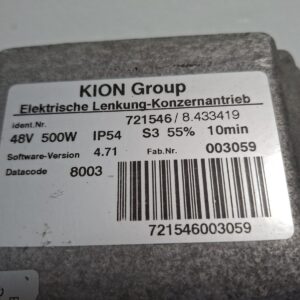 KION Group
Elektrische Lenkung-Konzernantrieb
Ident.Nr. 721546 / 8.433419
48V 500W IP54 S3 55% 10min
Software-Version 4.71 Fab.Nr. 003059
Datacode 8003
721546003059